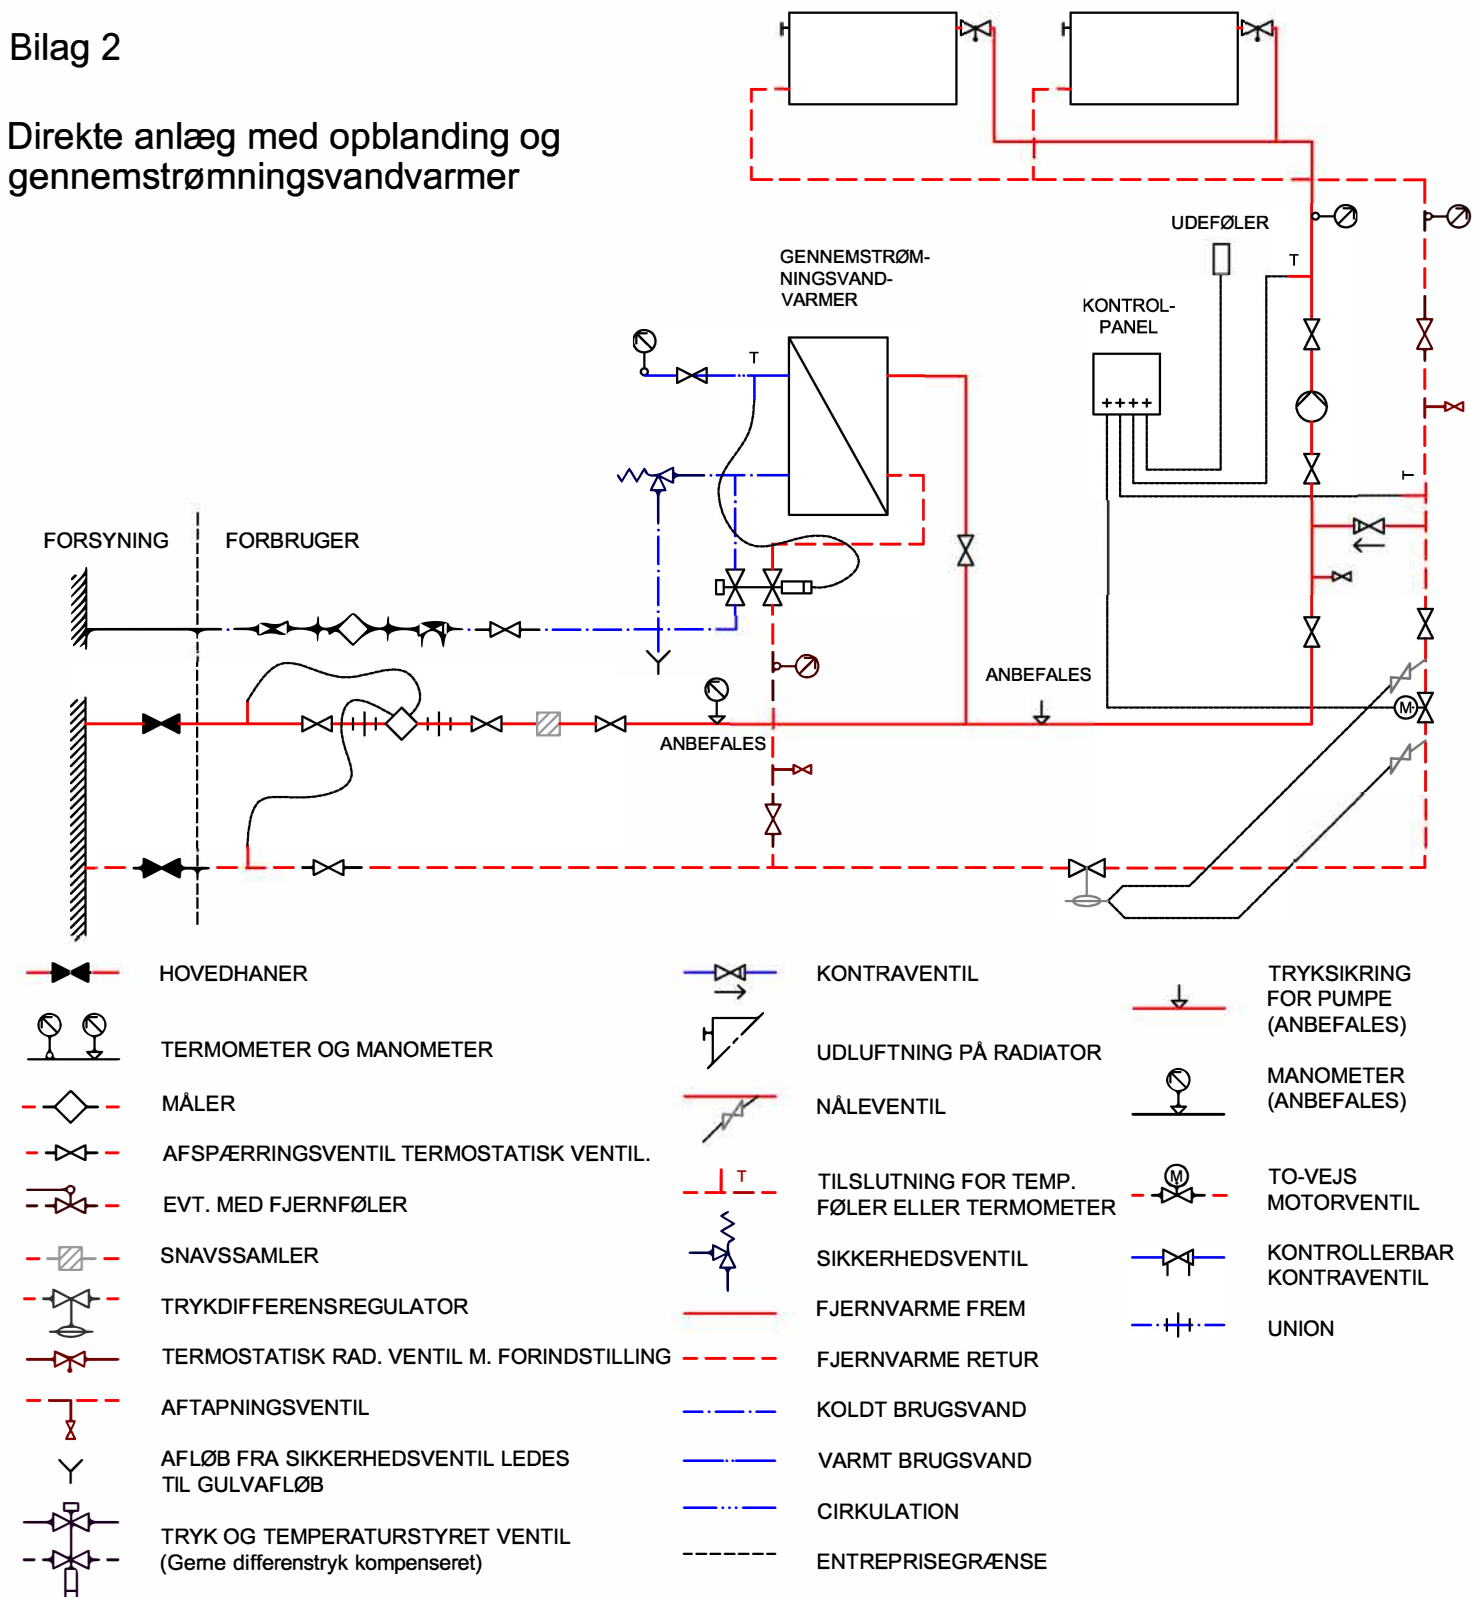 Bilag 2
Direkte anlæg med opblanding og
gennemstrømningsvandvarmer
UDEFØLER
GENNEMSTRØM-
NINGSVAND-
VARMER
T
KONTROL-
PANEL
T
++++
T
FORSYNING
FORBRUGER
ANBEFALES
M
ANBEFALES
HOVEDHANER
TERMOMETER OG MANOMETER
MÅLER
AFSPÆRRINGSVENTIL TERMOSTATISK VENTIL.
EVT. MED FJERNFØLER
SNAVSSAMLER
TRYKDIFFERENSREGULATOR
TERMOSTATISK RAD. VENTIL M. FORINDSTILLING
AFTAPNINGSVENTIL
AFLØB FRA SIKKERHEDSVENTIL LEDES
TIL GULVAFLØB
TRYK OG TEMPERATURSTYRET VENTIL
(Gerne differenstryk kompenseret)
KONTRAVENTIL
UDLUFTNING PÅ RADIATOR
NÅLEVENTIL
T
TILSLUTNING FOR TEMP.
FØLER ELLER TERMOMETER
SIKKERHEDSVENTIL
FJERNVARME FREM
FJERNVARME RETUR
KOLDT BRUGSVAND
VARMT BRUGSVAND
CIRKULATION
ENTREPRISEGRÆNSE
TRYKSIKRING
FOR PUMPE
(ANBEFALES)
MANOMETER
(ANBEFALES)
M
TO-VEJS
MOTORVENTIL
KONTROLLERBAR
KONTRAVENTIL
UNION